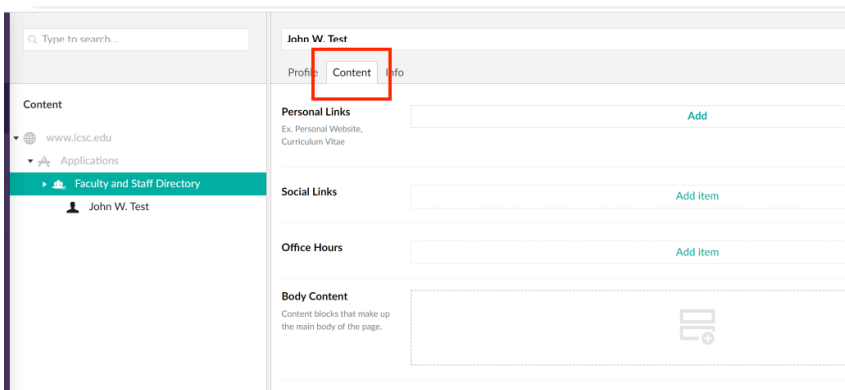 Type to search...
John W. Test
Profile Content Info
Content
www.lcsc.edu
Applications
Faculty and Staff Directory
John W. Test
Personal Links
Ex. Personal Website,
Curriculum Vitae
Add
Social Links
Add item
Office Hours
Add item
Body Content
Content blocks that make up
the main body of the page.